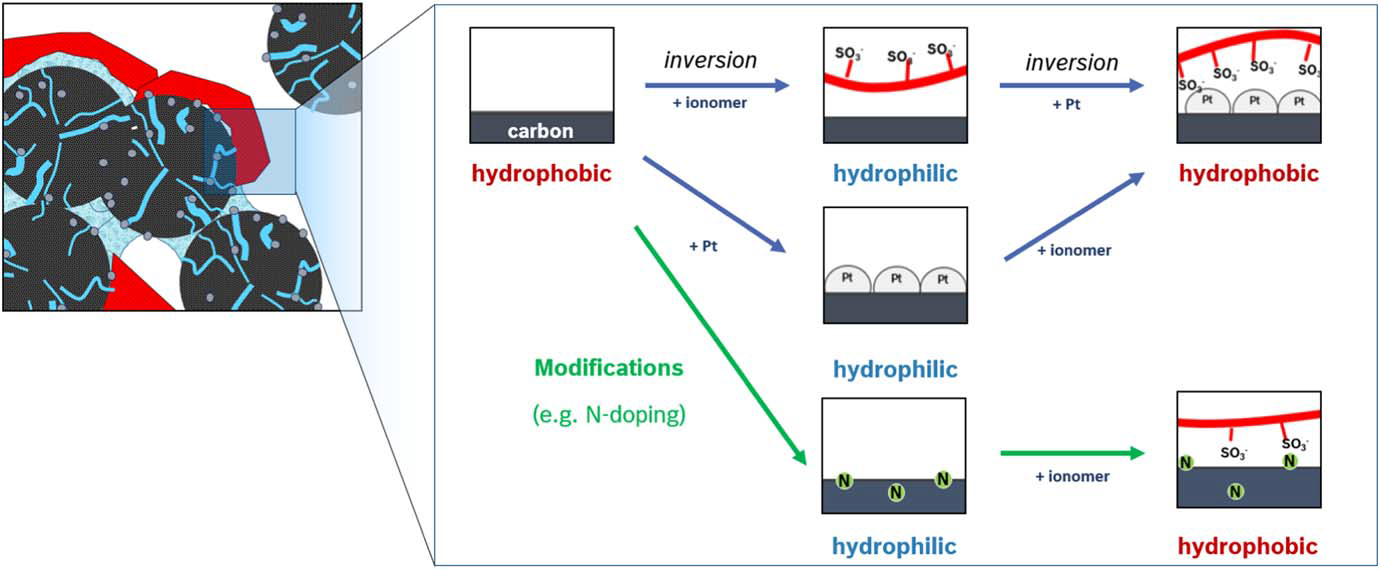 inversion
+ ionomer
inversion
+ Pt
SO₃⁻ SO₃⁻ SO₃⁻
SO₃⁻ SO₃⁻ SO₃⁻ SO₃
Pt Pt Pt
carbon
hydrophobic
hydrophilic
hydrophobic
+ Pt
+ ionomer
Pt Pt Pt
hydrophilic
Modifications
(e.g. N-doping)
N N N
+ ionomer
SO₃⁻ SO₃⁻
N N
N
hydrophilic
hydrophobic